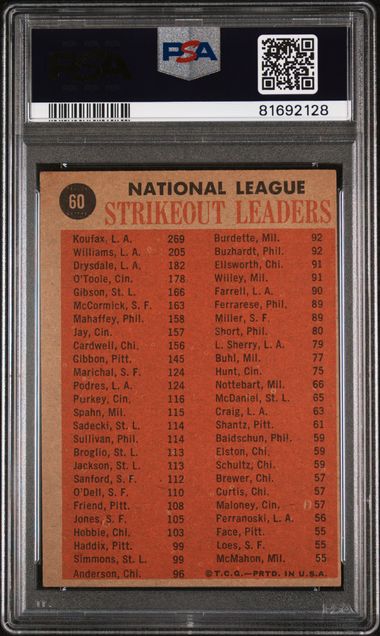 PSA
PSA
81692128
60
NATIONAL LEAGUE
STRIKEOUT LEADERS
Koufax, L. A. 269
Williams, L. A. 205
Drysdale, L. A. 182
O'Toole, Cin. 178
Gibson, St. L. 166
McCormick, S. F. 163
Mahaffey, Phil. 158
Jay, Cin. 157
Cardwell, Chi. 156
Gibbon, Pitt. 145
Marichal, S. F. 124
Podres, L. A. 124
Purkey, Cin. 116
Spahn, Mil. 115
Sadecki, St. L. 114
Sullivan, Phil. 114
Broglio, St. L. 113
Jackson, St. L. 113
Sanford, S. F. 112
O'Dell, S. F. 110
Friend, Pitt. 108
Jones, S. F. 105
Hobbie, Chi. 103
Haddix, Pitt. 99
Simmons, St. L. 99
Anderson, Chi. 96
Burdette, Mil. 92
Buzhardt, Phil. 92
Ellsworth, Chi. 91
Willey, Mil. 91
Farrell, L. A. 90
Ferrarese, Phil. 89
Miller, S. F. 89
Short, Phil. 80
L. Sherry, L. A. 79
Buhl, Mil. 77
Hunt, Cin. 75
Nottebart, Mil. 66
McDaniel, St. L. 65
Craig, L. A. 63
Shantz, Pitt. 61
Baldschun, Phil. 59
Elston, Chi. 59
Schultz, Chi. 59
Brewer, Chi. 57
Curtis, Chi. 57
Maloney, Cin. 57
Perranoski, L. A. 56
Face, Pitt. 55
Loes, S. F. 55
McMahon, Mil. 55
© T. C. G.—PRTD. IN U. S. A.